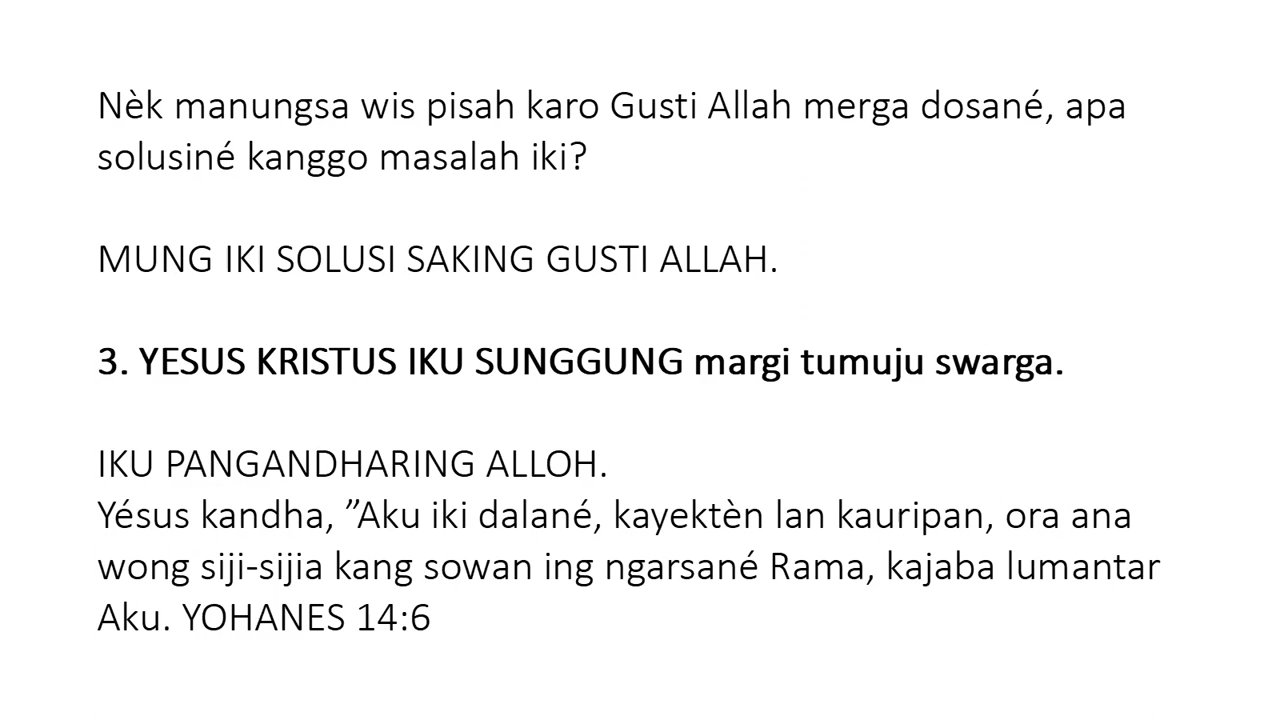 Nèk manungsa wis pisah karo Gusti Allah merga dosané, apa
solusiné kanggo masalah iki?
MUNG IKI SOLUSI SAKING GUSTI ALLAH.
3. YESUS KRISTUS IKU SUNGGUNG margi tumuju swarga.
IKU PANGANDHARING ALLOH.
Yésus kandha, ”Aku iki dalané, kayektèn lan kauripan, ora ana
wong siji-sijia kang sowan ing ngarsané Rama, kajaba lumantar
Aku. YOHANES 14:6